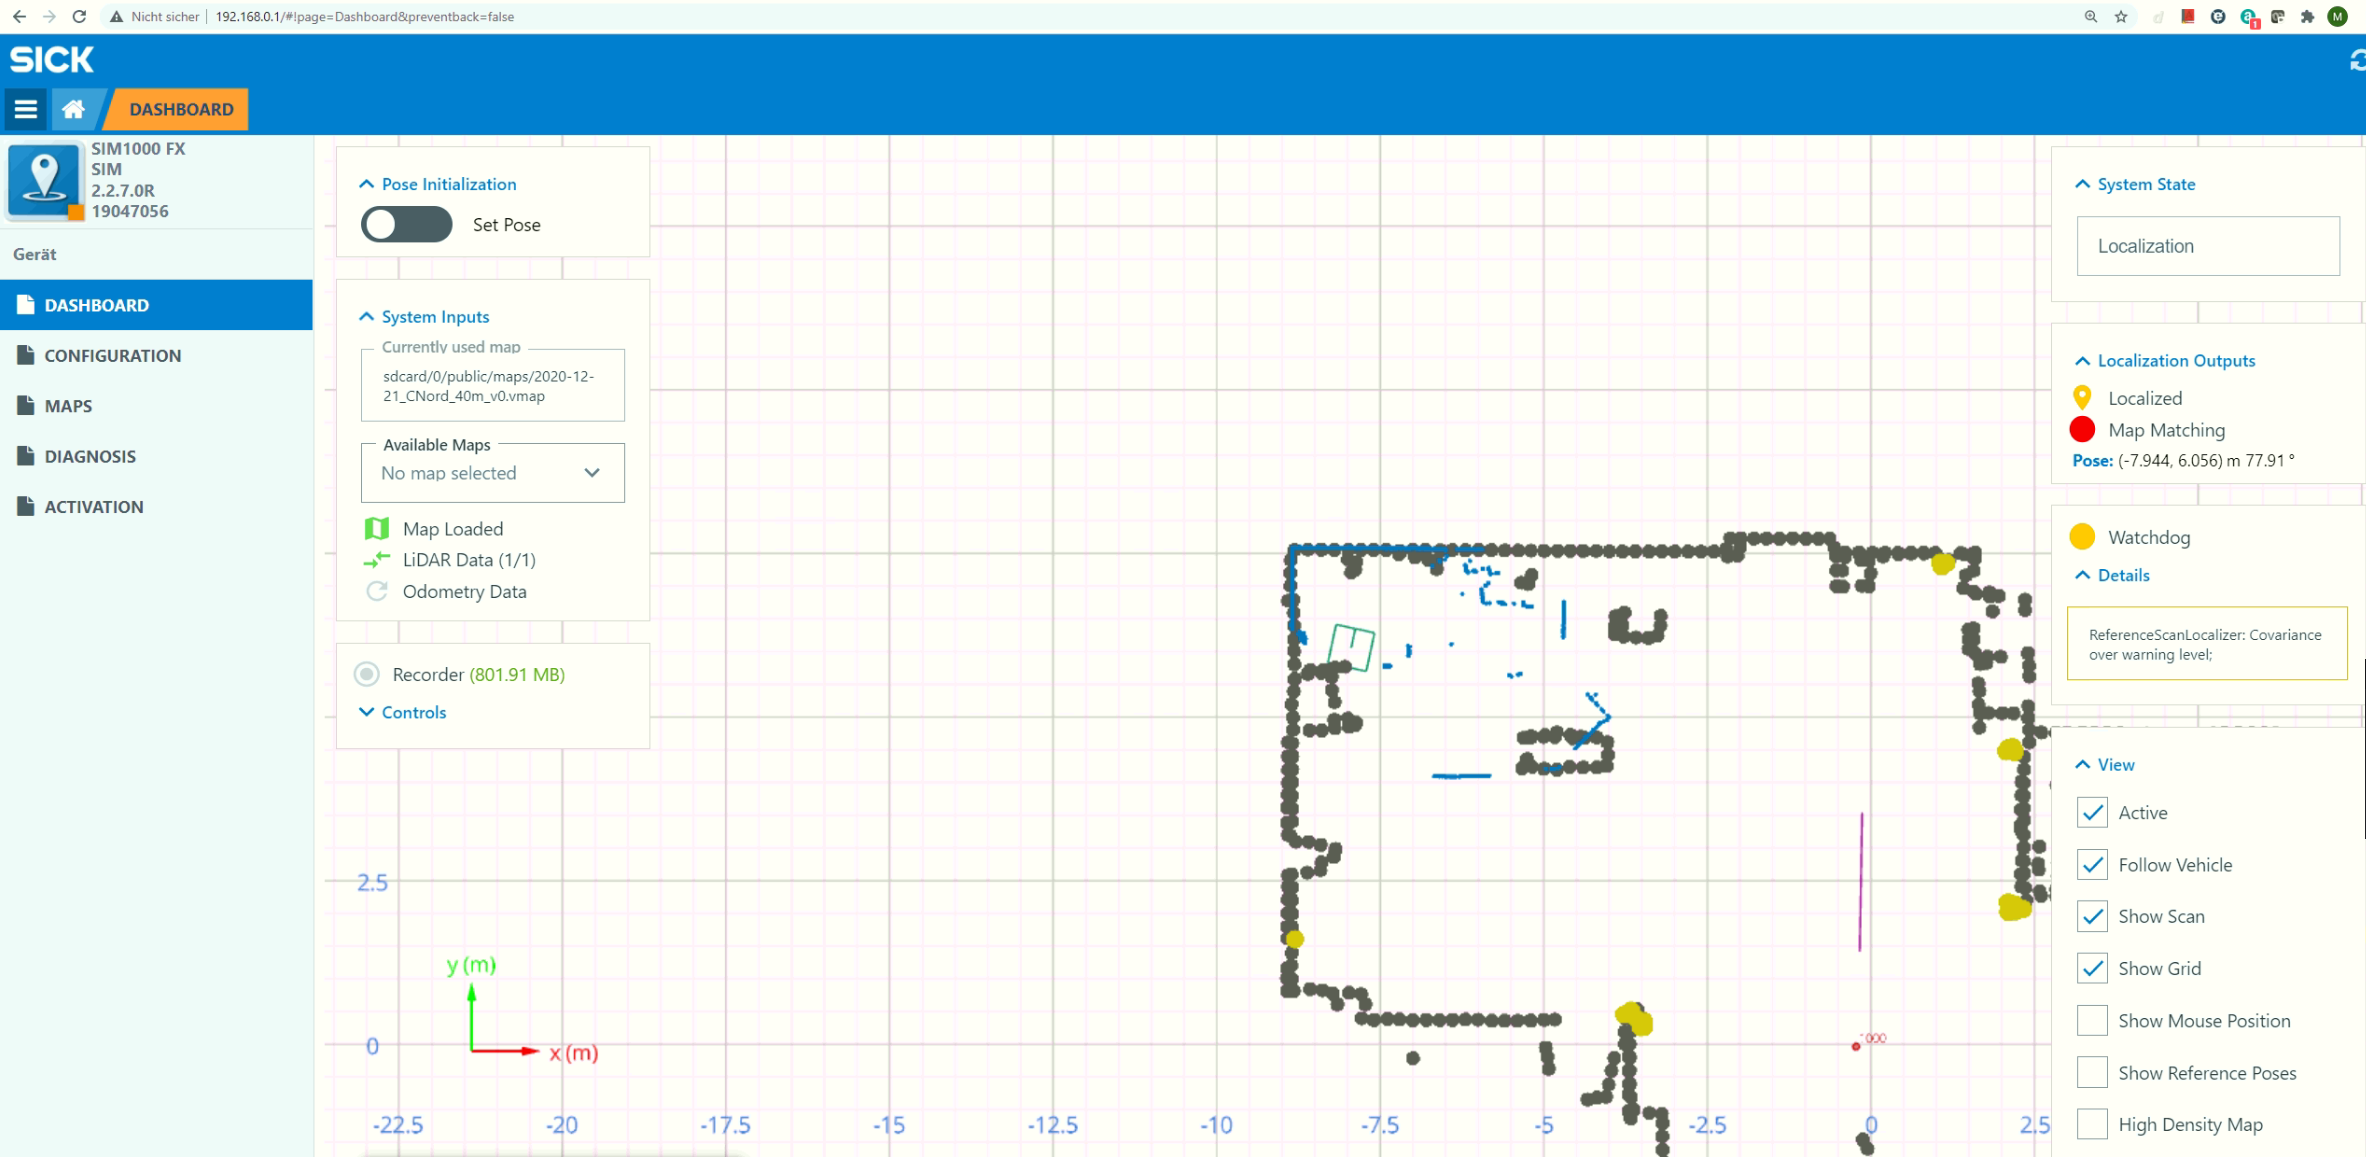 Nicht sicher
192.168.0.1/#!page=Dashboard&preventback=false
1
M
SICK
DASHBOARD
SIM1000 FX
SIM
2.2.7.0R
19047056
Gerät
DASHBOARD
CONFIGURATION
MAPS
DIAGNOSIS
ACTIVATION
Pose Initialization
Set Pose
System Inputs
Currently used map
sdcard/0/public/maps/2020-12-
21_CNord_40m_v0.vmap
Available Maps
No map selected
Map Loaded
LiDAR Data (1/1)
Odometry Data
Recorder (801.91 MB)
Controls
2.5
y (m)
0
x (m)
-22.5
-20
-17.5
-15
-12.5
-10
-7.5
-5
-2.5
0
2.5
System State
Localization
Localization Outputs
Localized
Map Matching
Pose: (-7.944, 6.056) m 77.91 °
Watchdog
Details
ReferenceScanLocalizer: Covariance
over warning level;
View
Active
Follow Vehicle
Show Scan
Show Grid
Show Mouse Position
Show Reference Poses
High Density Map